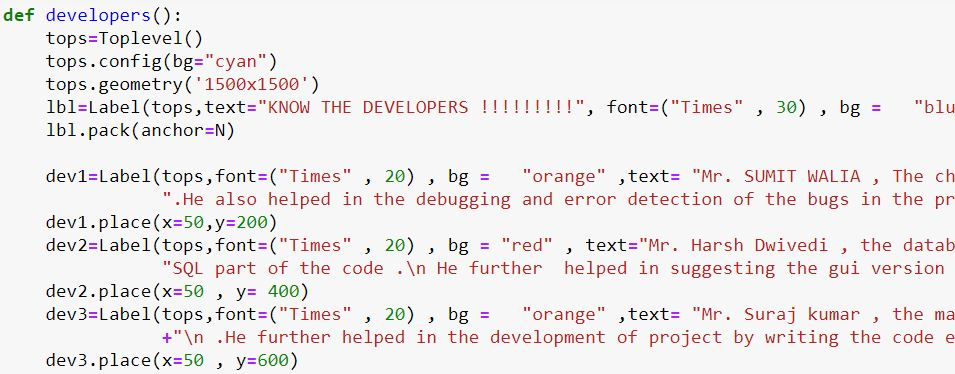 def developers():
    tops=Toplevel()
    tops.config(bg="cyan")
    tops.geometry('1500x1500')
    lbl=Label(tops,text="KNOW THE DEVELOPERS !!!!!!!!!", font=("Times" , 30) , bg =   "blu
    lbl.pack(anchor=N)
    dev1=Label(tops,font=("Times" , 20) , bg =   "orange" ,text= "Mr. SUMIT WALIA , The ch
               ".He also helped in the debugging and error detection of the bugs in the pr
    dev1.place(x=50,y=200)
    dev2=Label(tops,font=("Times" , 20) , bg = "red" , text="Mr. Harsh Dwivedi , the datab
               "SQL part of the code .\n He further  helped in suggesting the gui version
    dev2.place(x=50 , y= 400)
    dev3=Label(tops,font=("Times" , 20) , bg =   "orange" ,text= "Mr. Suraj kumar , the ma
               +"\n .He further helped in the development of project by writing the code e
    dev3.place(x=50 , y=600)